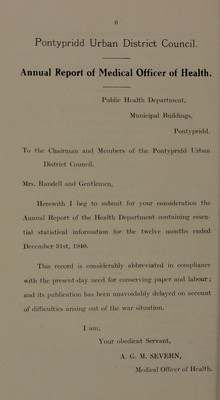 6
Pontypridd Urban District Council.
Annual Report of Medical Officer of Health.
Public Health Department,
Municipal Buildings,
Pontypridd,
To the Chairman and Members of the Pontypridd Urban
District Council.
Mrs. Randell and Gentlemen,
Herewith I beg to submit for your consideration the
Annual Report of the Health Department containing essen-
tial statistical information for the twelve months ended
December 31st, 1940.
This record is considerably abbreviated in compliance
with the present-day need for conserving paper and labour;
and its publication has been unavoidably delayed on account
of difficulties arising out of the war situation.
I am,
Your obedient Servant,
A. G. M. SEVERN,
Medical Officer of Health.